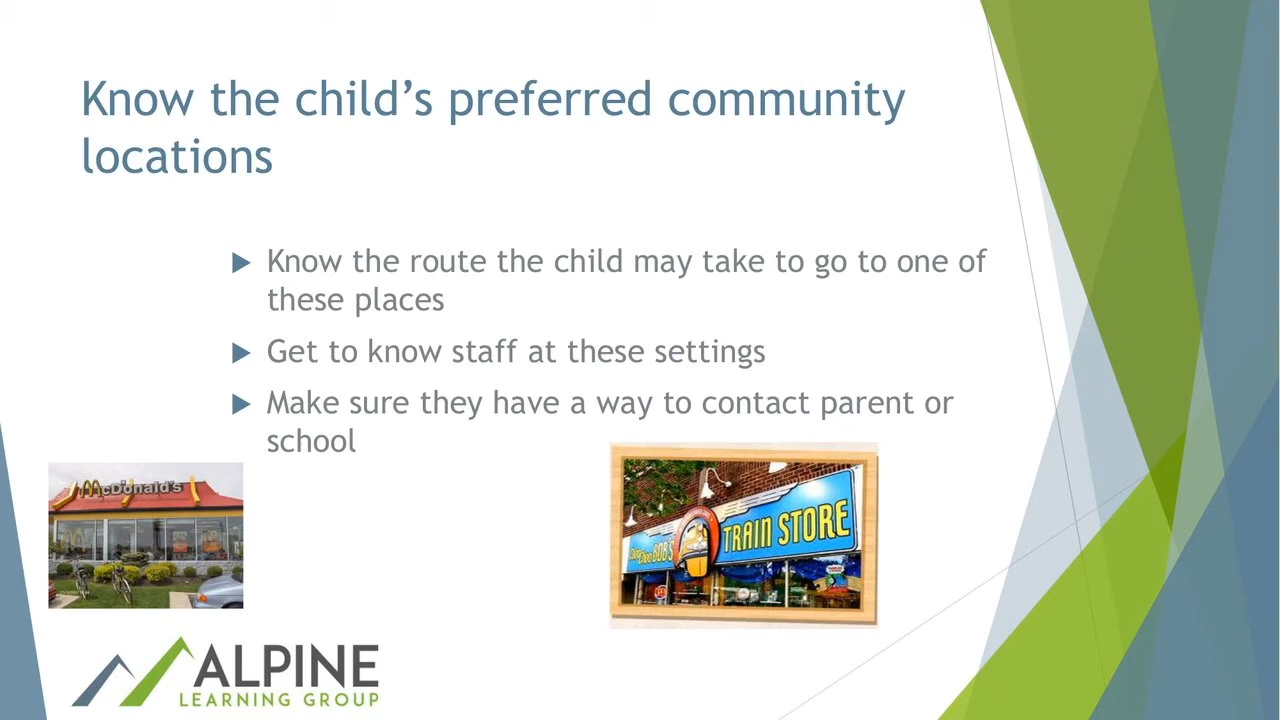 Know the child’s preferred community
locations
Know the route the child may take to go to one of
these places
Get to know staff at these settings
Make sure they have a way to contact parent or
school
McDonald's
BOB'S
TRAIN STORE
ALPINE
LEARNING GROUP